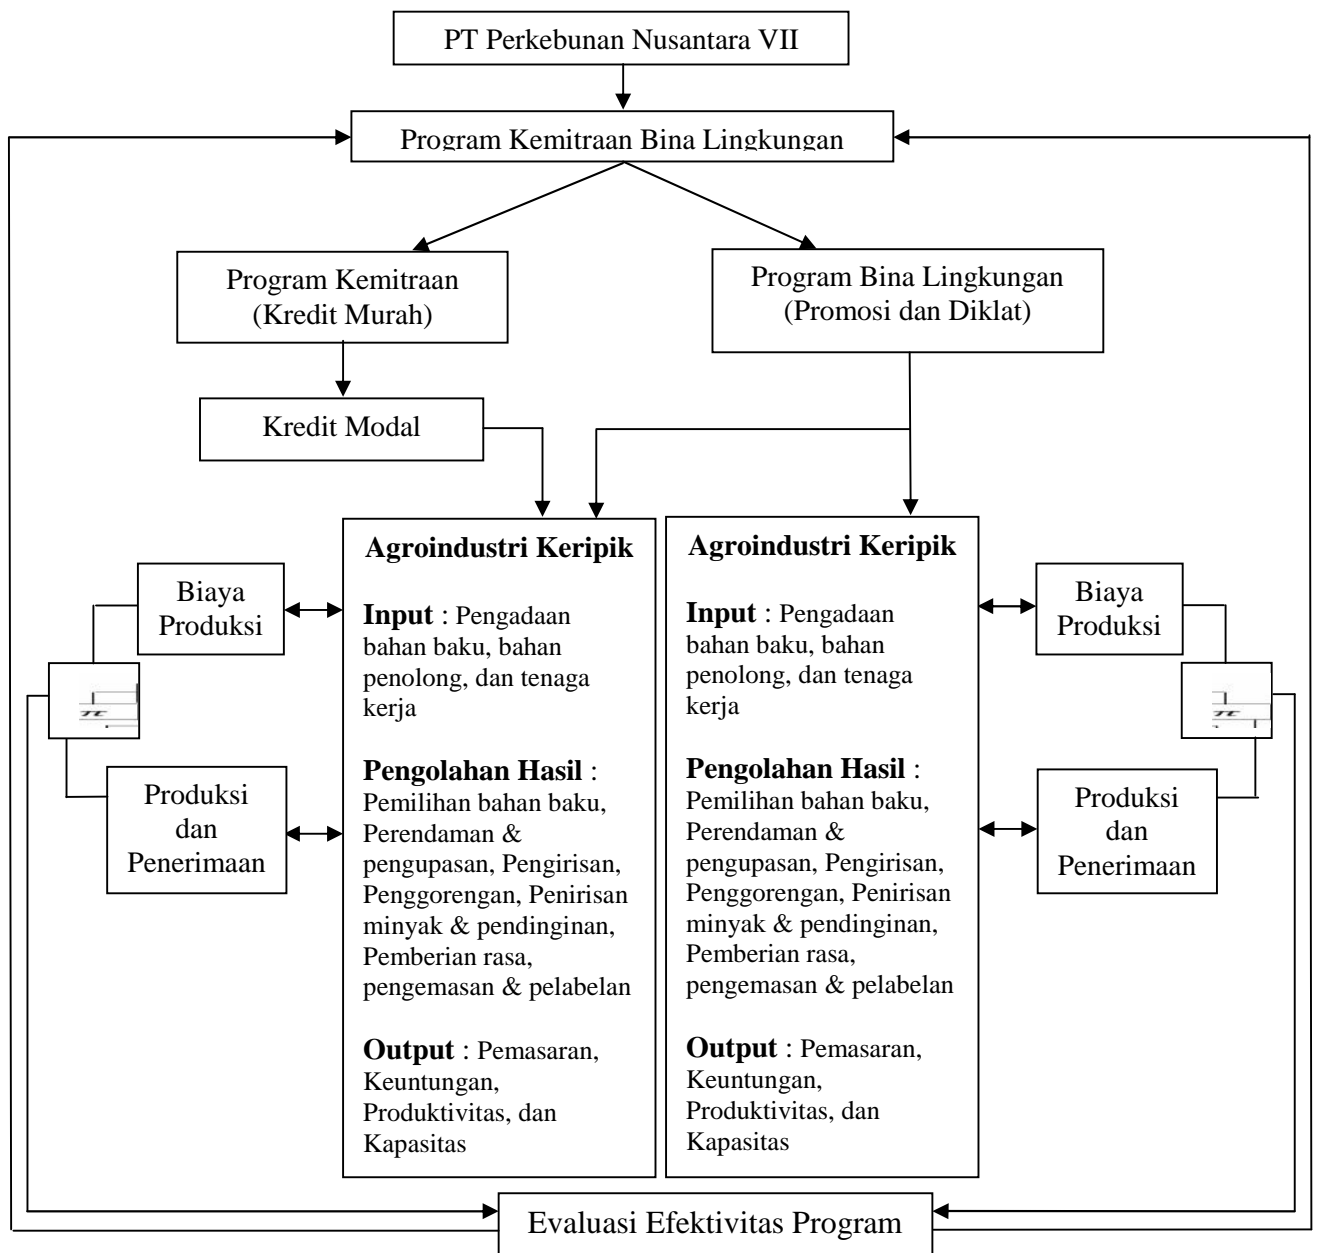 PT Perkebunan Nusantara VII
Program Kemitraan Bina Lingkungan
Program Kemitraan
(Kredit Murah)
Program Bina Lingkungan
(Promosi dan Diklat)
Kredit Modal
Biaya
Produksi
π
Produksi
dan
Penerimaan
Agroindustri Keripik
Input : Pengadaan
bahan baku, bahan
penolong, dan tenaga
kerja
Pengolahan Hasil :
Pemilihan bahan baku,
Perendaman &
pengupasan, Pengirisan,
Penggorengan, Penirisan
minyak & pendinginan,
Pemberian rasa,
pengemasan & pelabelan
Output : Pemasaran,
Keuntungan,
Produktivitas, dan
Kapasitas
Agroindustri Keripik
Input : Pengadaan
bahan baku, bahan
penolong, dan tenaga
kerja
Pengolahan Hasil :
Pemilihan bahan baku,
Perendaman &
pengupasan, Pengirisan,
Penggorengan, Penirisan
minyak & pendinginan,
Pemberian rasa,
pengemasan & pelabelan
Output : Pemasaran,
Keuntungan,
Produktivitas, dan
Kapasitas
Biaya
Produksi
π
Produksi
dan
Penerimaan
Evaluasi Efektivitas Program